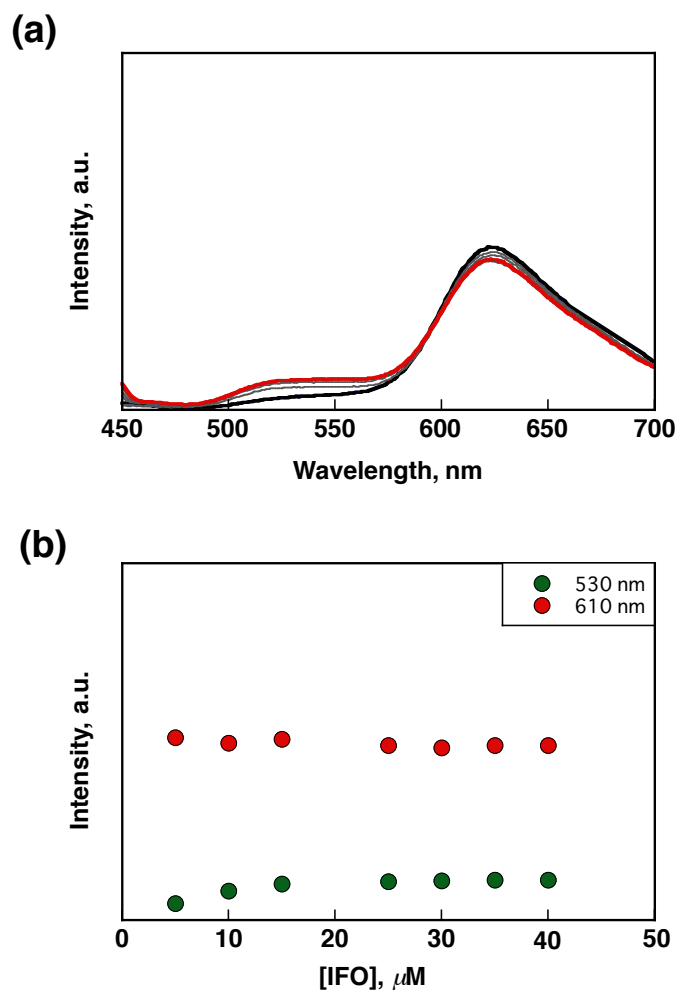 (a)
Intensity, a.u.
450 500 550 600 650 700
Wavelength, nm
(b)
530 nm
610 nm
Intensity, a.u.
0 10 20 30 40 50
[IFO], μM